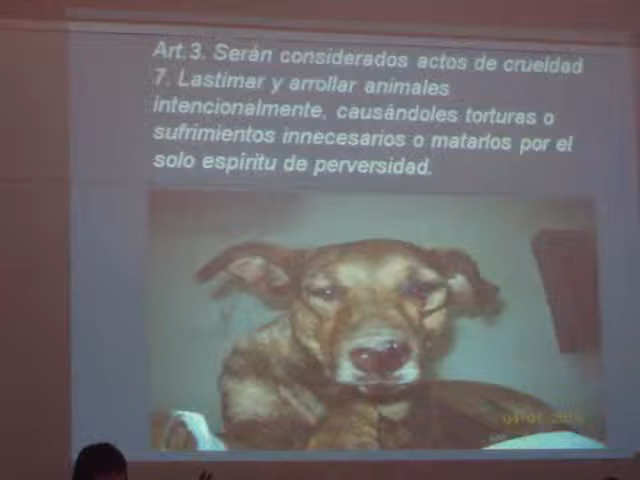 Art.3. Serán considerados actos de crueldad
7. Lastimar y arrollar animales
intencionalmente, causándoles torturas o
sufrimientos innecesarios o matarlos por el
solo espíritu de perversidad.